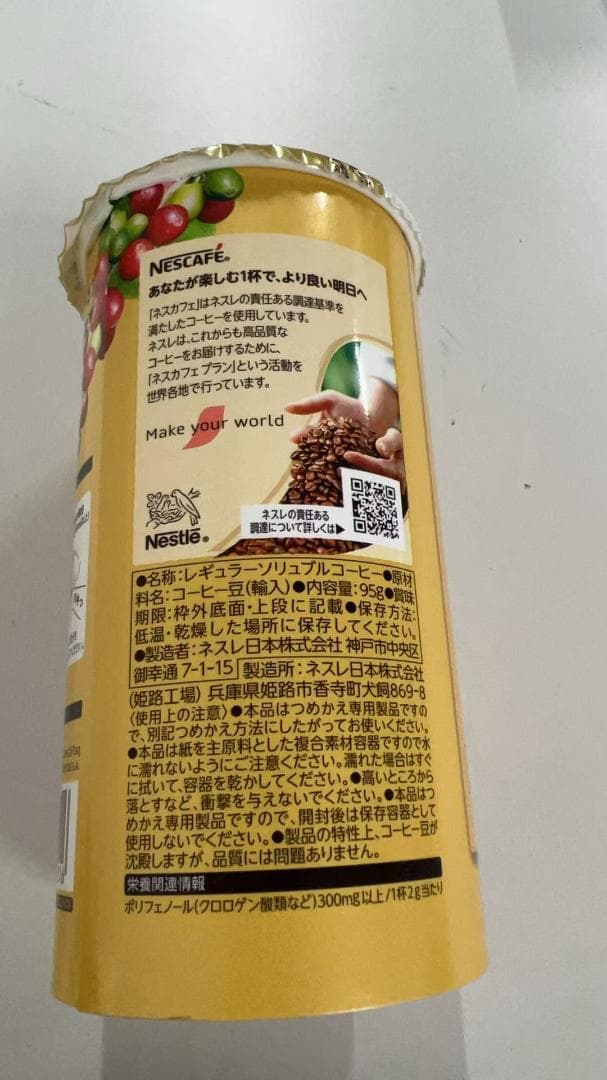 NESCAFÉ®
あなたが楽しむ1杯で、より良い明日へ
「ネスカフェ」はネスレの責任ある調達基準を
満たしたコーヒーを使用しています。
ネスレは、これからも高品質な
コーヒーをお届けするために、
「ネスカフェ プラン」という活動を
世界各地で行っています。
Make your world
ネスレの責任ある
調達について詳しくは▶
Nestlé®
●名称:レギュラーソリュブルコーヒー●原材
料名:コーヒー豆(輸入)●内容量:95g●賞味
期限:枠外底面・上段に記載●保存方法:
低温・乾燥した場所に保存してください。
●製造者:ネスレ日本株式会社 神戸市中央区
御幸通7-1-15 製造所:ネスレ日本株式会社
(姫路工場) 兵庫県姫路市香寺町犬飼869-8
〈使用上の注意〉●本品はつめかえ専用製品ですの
で、別記つめかえ方法にしたがってお使いください。
●本品は紙を主原料とした複合素材容器ですので水
に濡れないようにご注意ください。濡れた場合はすぐ
に拭いて、容器を乾かしてください。●高いところから
落とすなど、衝撃を与えないでください。●本品はつ
めかえ専用製品ですので、開封後は保存容器として
使用しないでください。●製品の特性上、コーヒー豆が
沈殿しますが、品質には問題ありません。
栄養関連情報
ポリフェノール(クロロゲン酸類など)300mg以上/1杯2g当たり